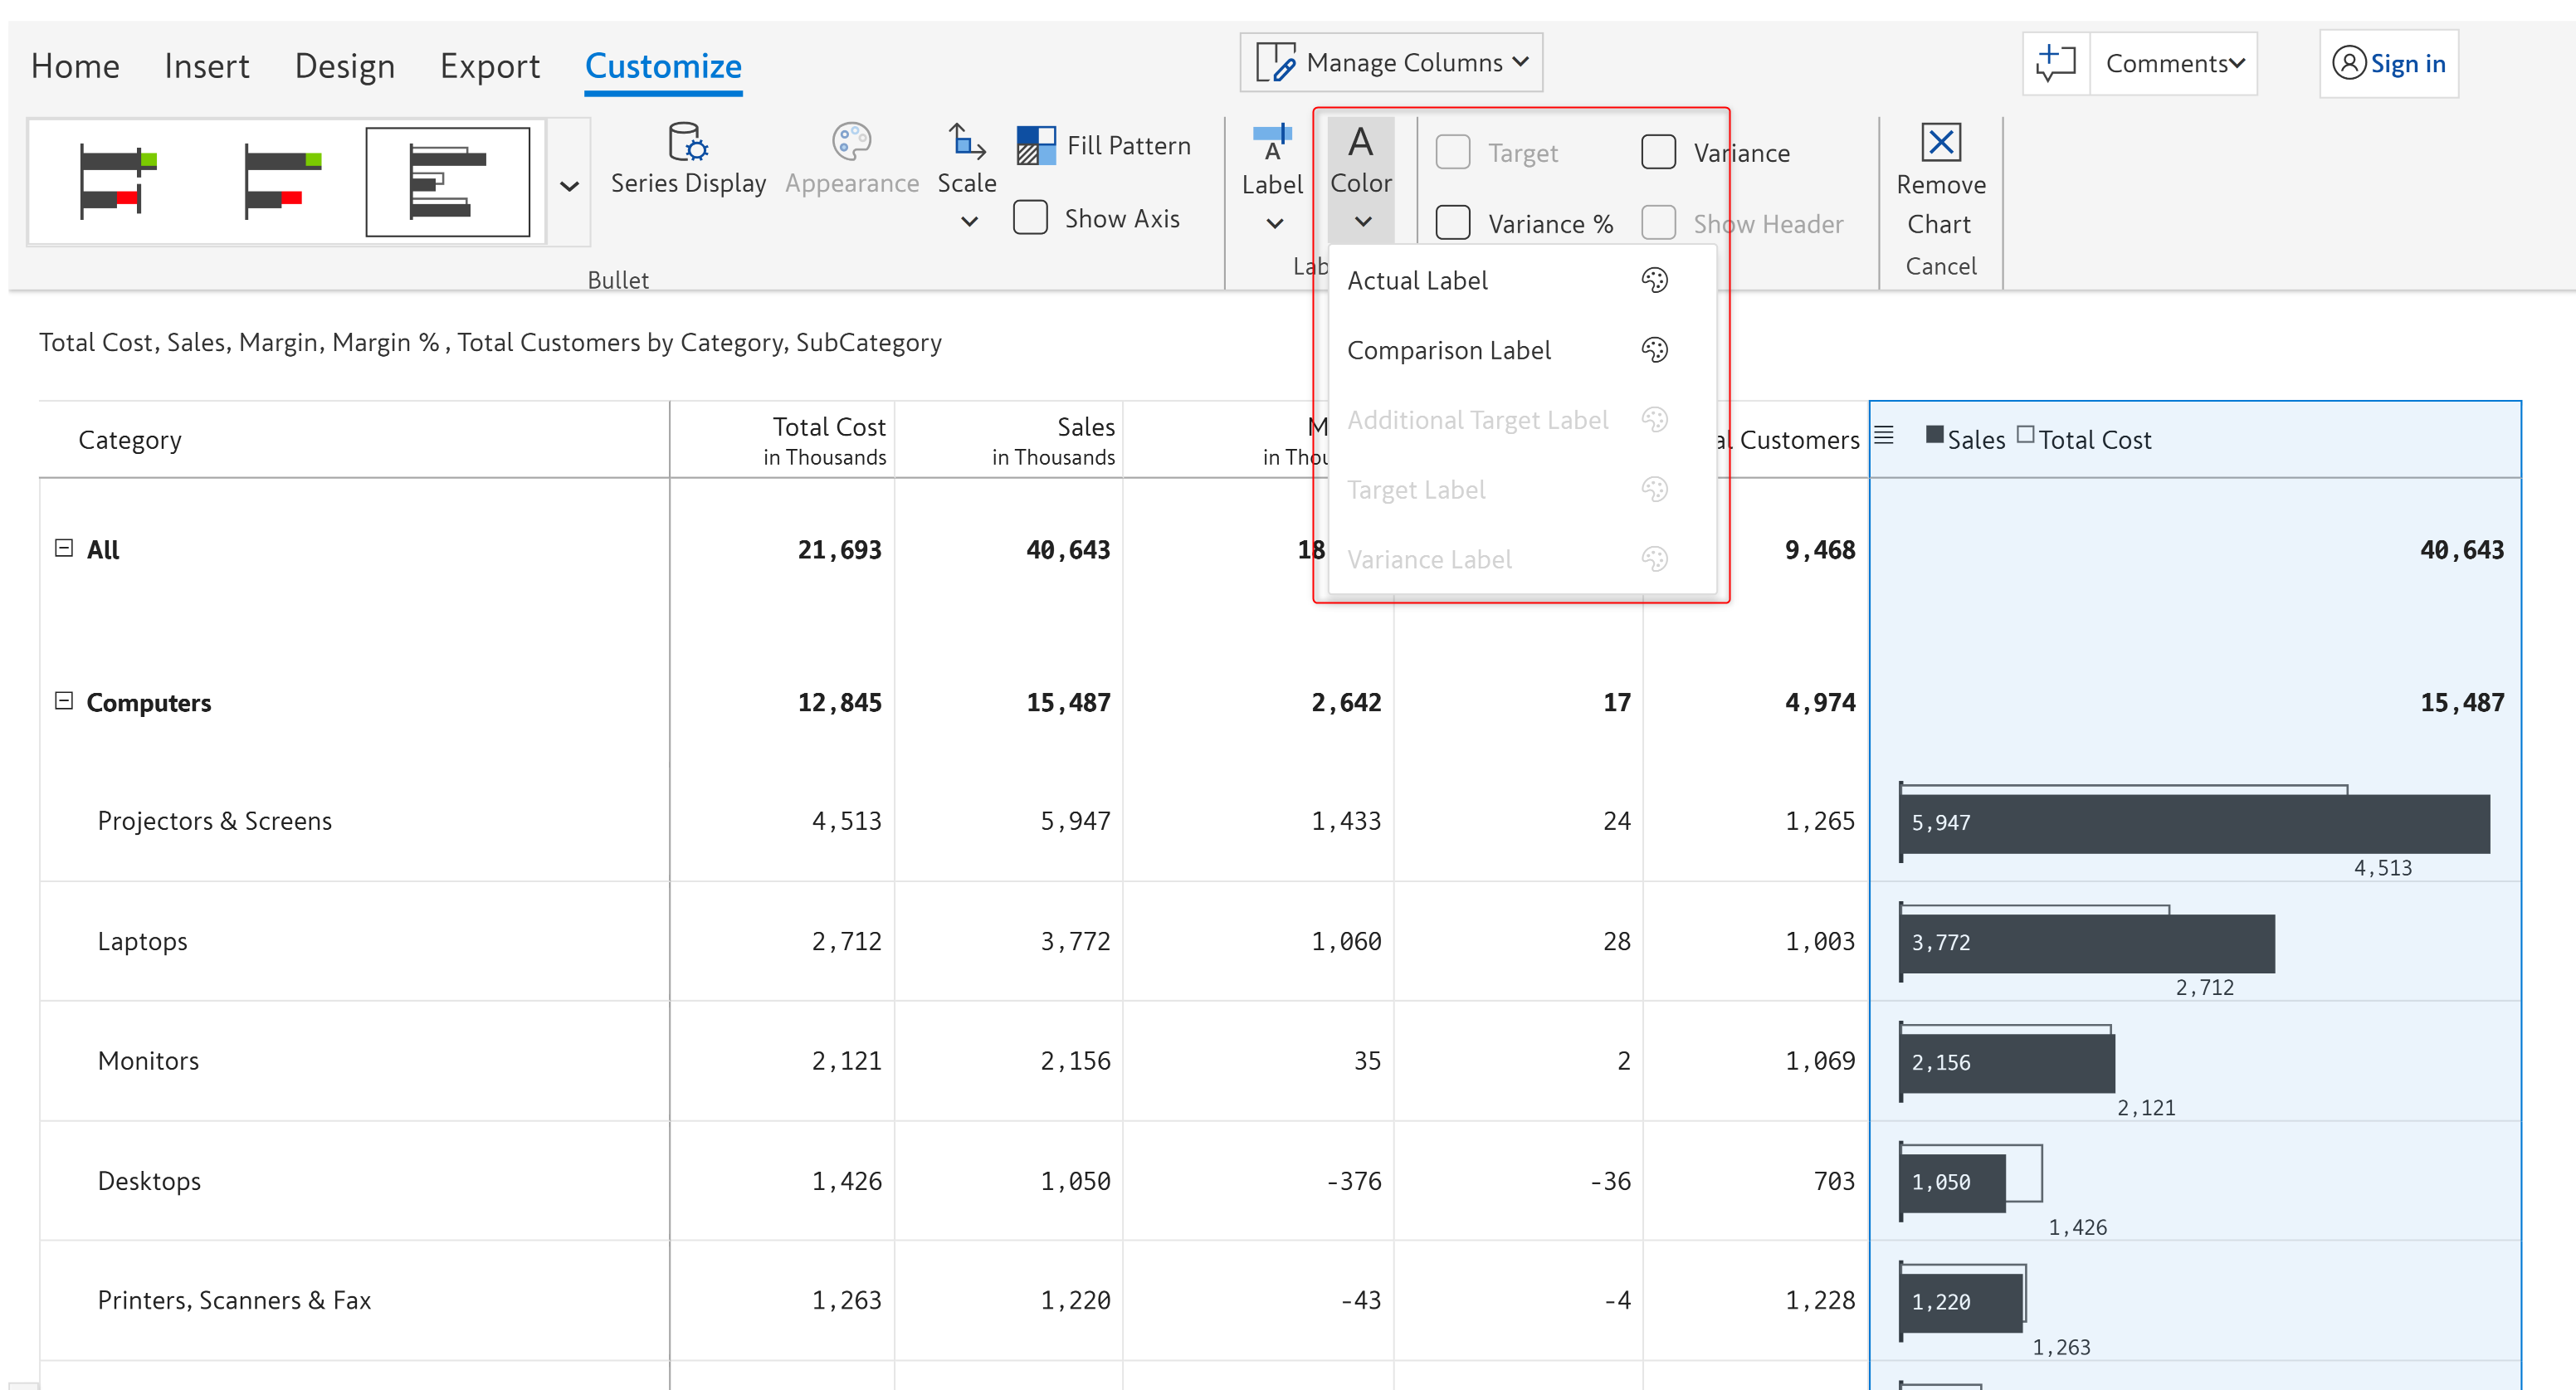 Home Insert Design Export Customize Manage Columns Comments Sign in
Series Display Appearance Scale Fill Pattern Show Axis
Bullet
A Label A Color
Target Variance
Variance % Show Header
Remove Chart
Cancel
Lab
Actual Label
Comparison Label
Additional Target Label
Target Label
Variance Label
Total Cost, Sales, Margin, Margin % , Total Customers by Category, SubCategory
Category Total Cost in Thousands Sales in Thousands M in Thou al Customers Sales Total Cost
All 21,693 40,643 18 9,468 40,643
Computers 12,845 15,487 2,642 17 4,974 15,487
Projectors & Screens 4,513 5,947 1,433 24 1,265 5,947
4,513
Laptops 2,712 3,772 1,060 28 1,003 3,772
2,712
Monitors 2,121 2,156 35 2 1,069 2,156
2,121
Desktops 1,426 1,050 -376 -36 703 1,050
1,426
Printers, Scanners & Fax 1,263 1,220 -43 -4 1,228 1,220
1,263